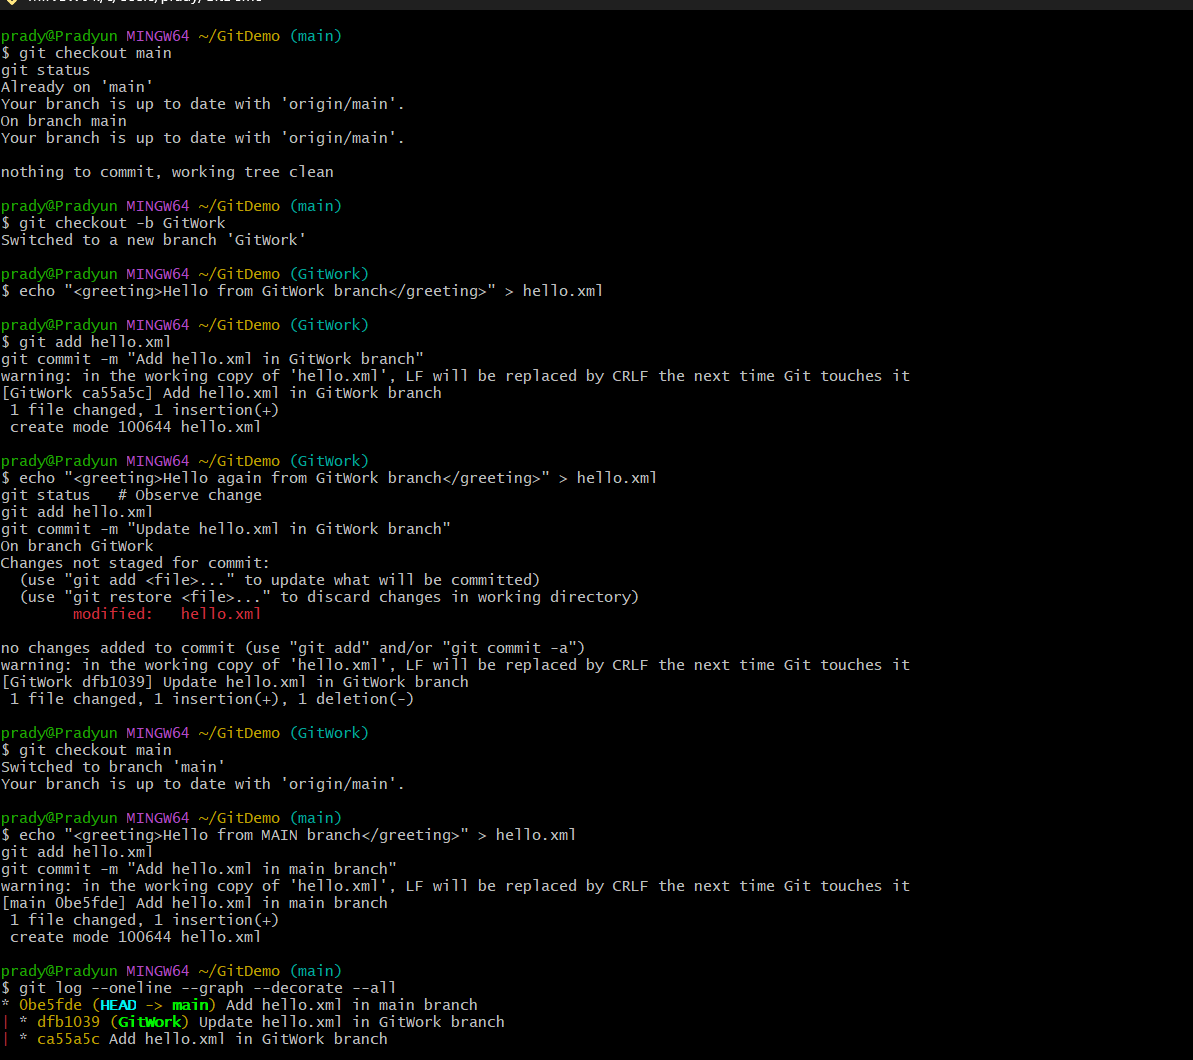 prady@Pradyun MINGW64 ~/GitDemo (main)
$ git checkout main
git status
Already on 'main'
Your branch is up to date with 'origin/main'.
On branch main
Your branch is up to date with 'origin/main'.
nothing to commit, working tree clean
prady@Pradyun MINGW64 ~/GitDemo (main)
$ git checkout -b GitWork
Switched to a new branch 'GitWork'
prady@Pradyun MINGW64 ~/GitDemo (GitWork)
$ echo "<greeting>Hello from GitWork branch</greeting>" > hello.xml
prady@Pradyun MINGW64 ~/GitDemo (GitWork)
$ git add hello.xml
git commit -m "Add hello.xml in GitWork branch"
warning: in the working copy of 'hello.xml', LF will be replaced by CRLF the next time Git touches it
[GitWork ca55a5c] Add hello.xml in GitWork branch
 1 file changed, 1 insertion(+)
 create mode 100644 hello.xml
prady@Pradyun MINGW64 ~/GitDemo (GitWork)
$ echo "<greeting>Hello again from GitWork branch</greeting>" > hello.xml
git status   # Observe change
git add hello.xml
git commit -m "Update hello.xml in GitWork branch"
On branch GitWork
Changes not staged for commit:
  (use "git add <file>..." to update what will be committed)
  (use "git restore <file>..." to discard changes in working directory)
        modified:   hello.xml
no changes added to commit (use "git add" and/or "git commit -a")
warning: in the working copy of 'hello.xml', LF will be replaced by CRLF the next time Git touches it
[GitWork dfb1039] Update hello.xml in GitWork branch
 1 file changed, 1 insertion(+), 1 deletion(-)
prady@Pradyun MINGW64 ~/GitDemo (GitWork)
$ git checkout main
Switched to branch 'main'
Your branch is up to date with 'origin/main'.
prady@Pradyun MINGW64 ~/GitDemo (main)
$ echo "<greeting>Hello from MAIN branch</greeting>" > hello.xml
git add hello.xml
git commit -m "Add hello.xml in main branch"
warning: in the working copy of 'hello.xml', LF will be replaced by CRLF the next time Git touches it
[main 0be5fde] Add hello.xml in main branch
 1 file changed, 1 insertion(+)
 create mode 100644 hello.xml
prady@Pradyun MINGW64 ~/GitDemo (main)
$ git log --oneline --graph --decorate --all
* 0be5fde (HEAD -> main) Add hello.xml in main branch
| * dfb1039 (GitWork) Update hello.xml in GitWork branch
| * ca55a5c Add hello.xml in GitWork branch